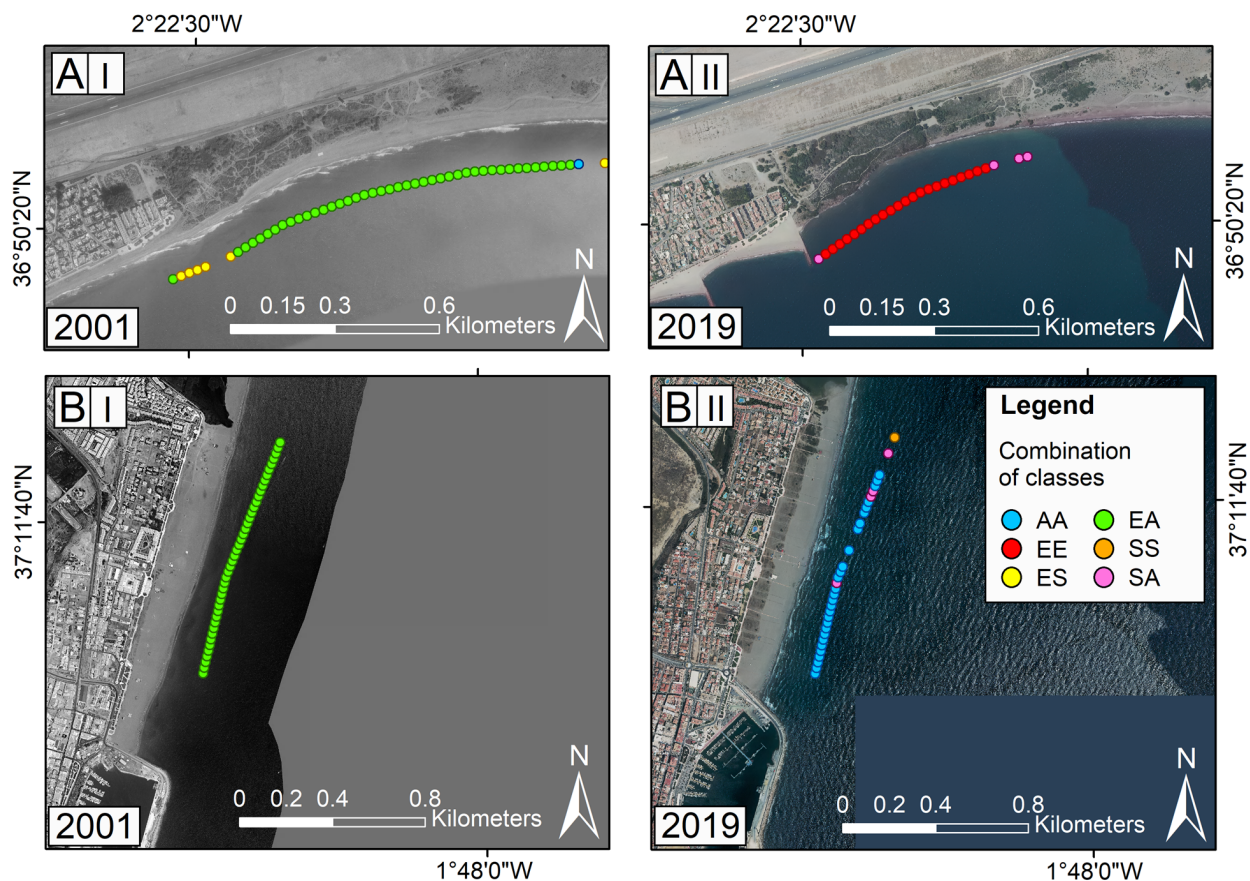 2°22'30"W
2°22'30"W
A I
A II
36°50'20"N
36°50'20"N
N
N
0 0.15 0.3 0.6
Kilometers
0 0.15 0.3 0.6
Kilometers
2001
2019
B I
B II
Legend
Combination
of classes
AA
EA
EE
SS
ES
SA
37°11'40"N
37°11'40"N
N
N
0 0.2 0.4 0.8
Kilometers
0 0.2 0.4 0.8
Kilometers
2001
2019
1°48'0"W
1°48'0"W